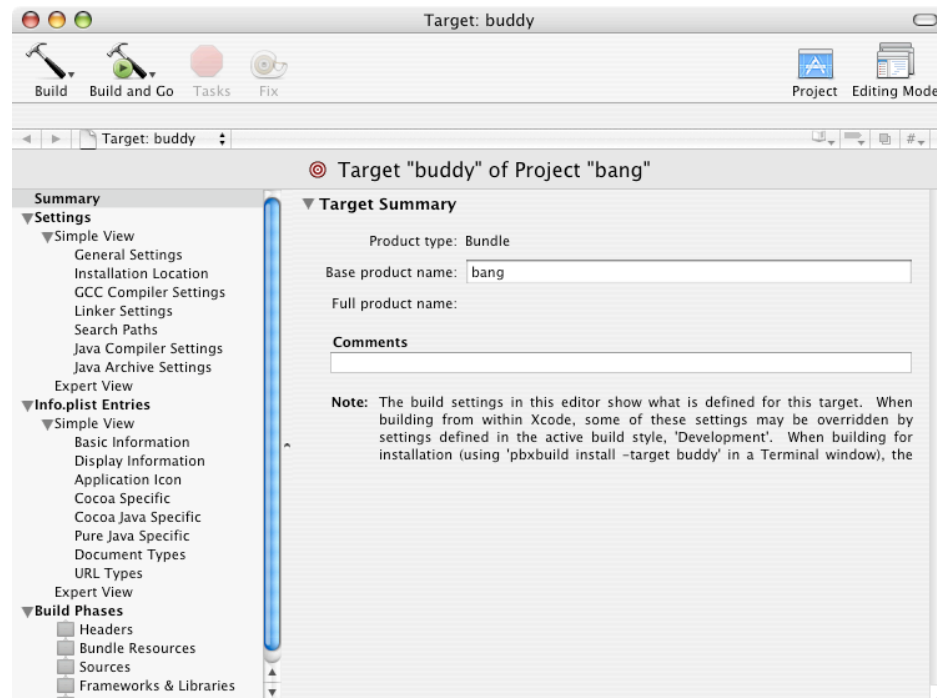 Target: buddy
Build Build and Go Tasks Fix Project Editing Mode
Target: buddy #
Target "buddy" of Project "bang"
Summary
Settings
Simple View
General Settings
Installation Location
GCC Compiler Settings
Linker Settings
Search Paths
Java Compiler Settings
Java Archive Settings
Expert View
Info.plist Entries
Simple View
Basic Information
Display Information
Application Icon
Cocoa Specific
Cocoa Java Specific
Pure Java Specific
Document Types
URL Types
Expert View
Build Phases
Headers
Bundle Resources
Sources
Frameworks & Libraries
Target Summary
Product type: Bundle
Base product name: bang
Full product name:
Comments
Note: The build settings in this editor show what is defined for this target. When
building from within Xcode, some of these settings may be overridden by
settings defined in the active build style, 'Development'. When building for
installation (using 'pbxbuild install -target buddy' in a Terminal window), the